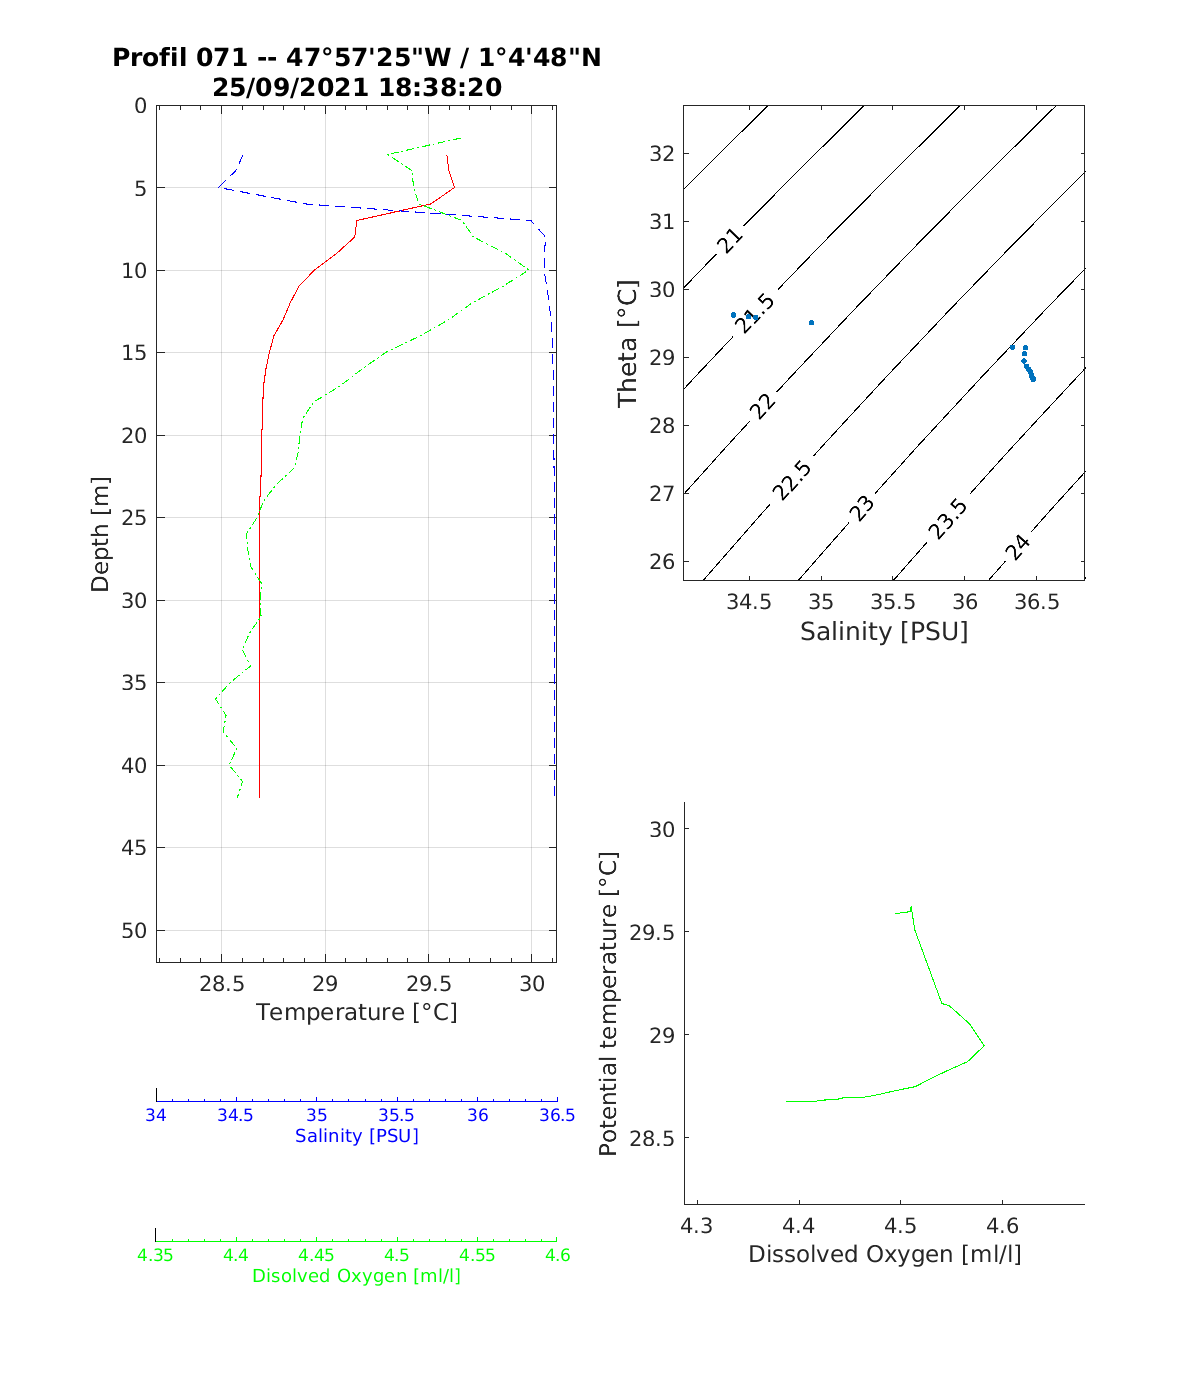 Profil 071 -- 47°57'25"W / 1°4'48"N
25/09/2021 18:38:20
0
5
10
15
20
25
30
35
40
45
50
Depth [m]
28.5 29 29.5 30
Temperature [°C]
34 34.5 35 35.5 36 36.5
Salinity [PSU]
4.35 4.4 4.45 4.5 4.55 4.6
Disolved Oxygen [ml/l]
32
31
30
29
28
27
26
Theta [°C]
21
21.5
22
22.5
23
23.5
24
34.5 35 35.5 36 36.5
Salinity [PSU]
30
29.5
29
28.5
Potential temperature [°C]
4.3 4.4 4.5 4.6
Dissolved Oxygen [ml/l]